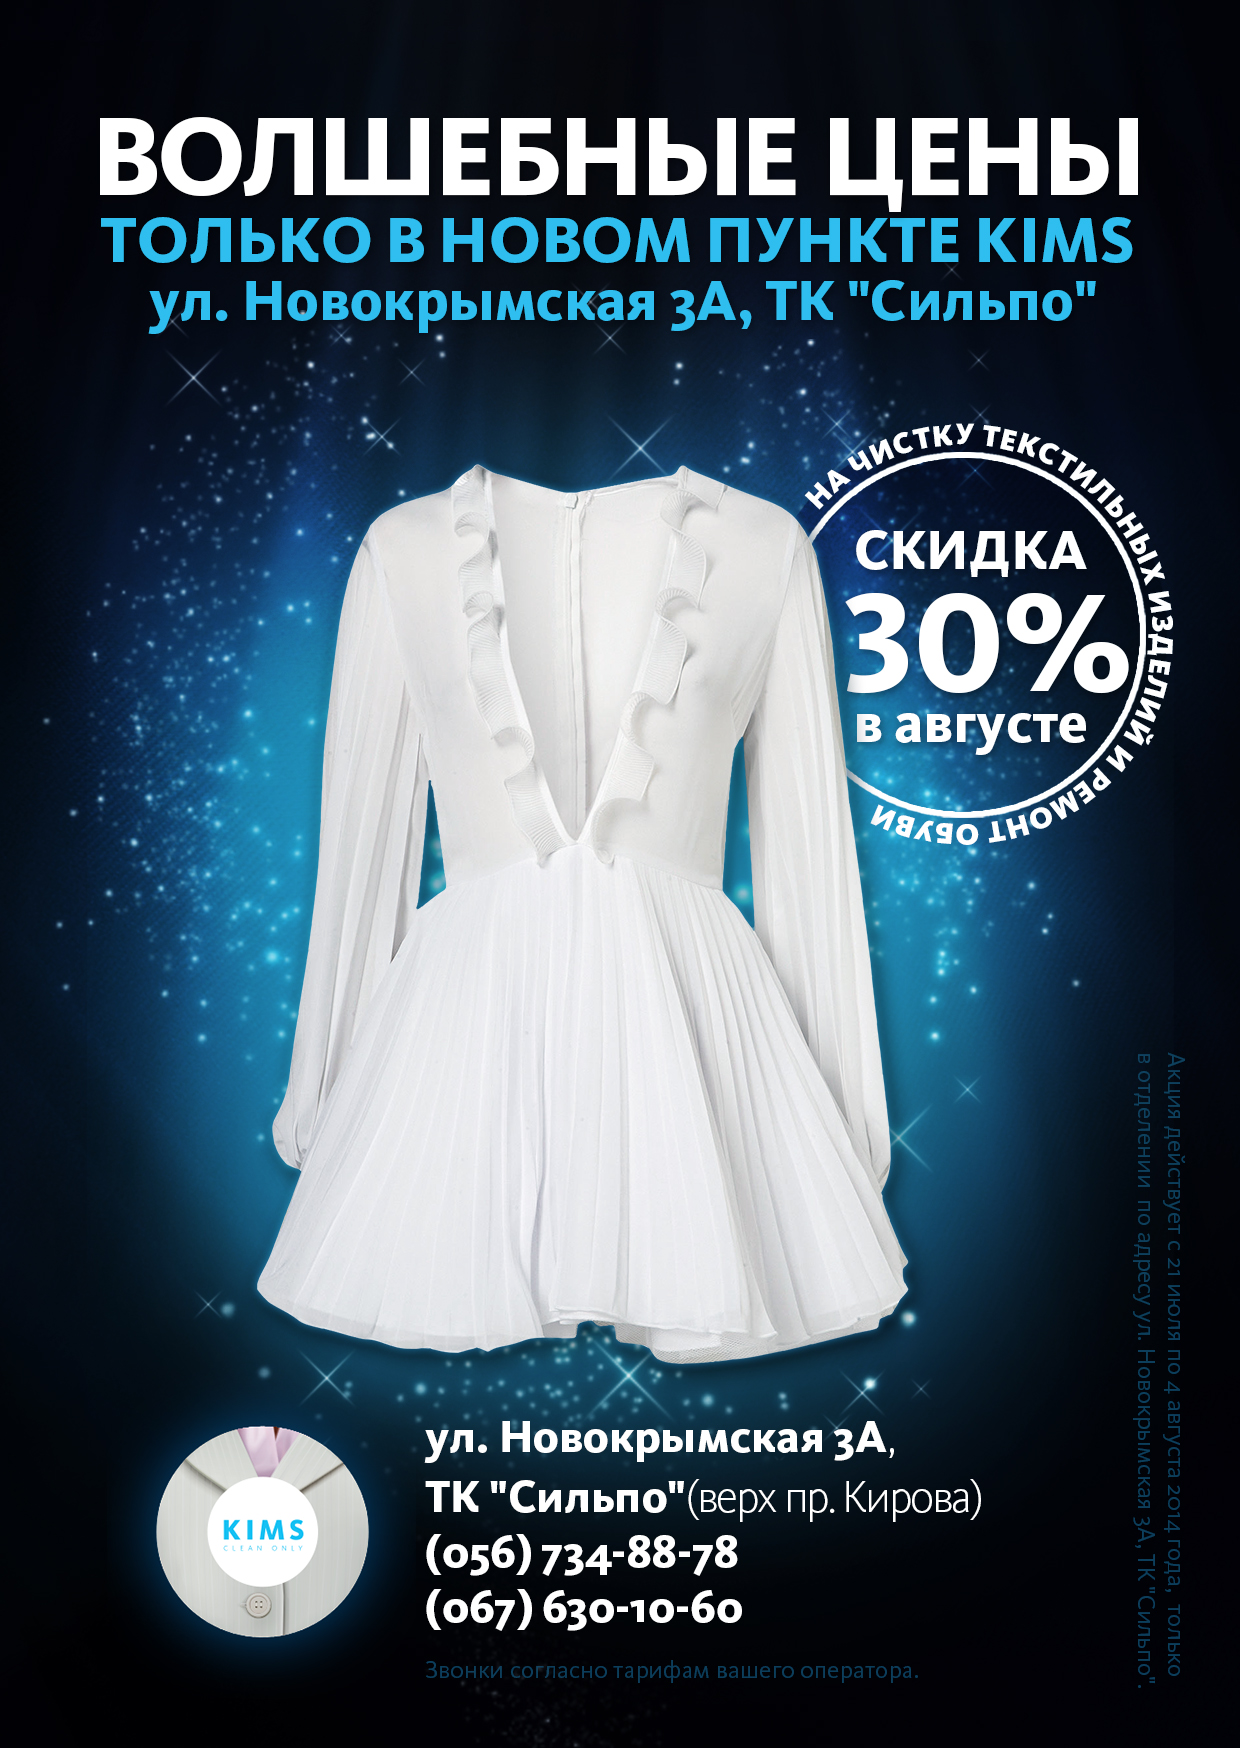 ВОЛШЕБНЫЕ ЦЕНЫ
ТОЛЬКО В НОВОМ ПУНКТЕ KIMS
ул. Новокрымская 3А, ТК "Сильпо"
НА ЧИСТКУ ТЕКСТИЛЬНЫХ ИЗДЕЛИЙ И РЕМОНТ ОБУВИ
СКИДКА
30%
в августе
Акция действует с 21 июля по 4 августа 2014 года, только
в отделении по адресу ул. Новокрымская 3А, ТК "Сильпо".
ул. Новокрымская 3А,
ТК "Сильпо"(верх пр. Кирова)
(056) 734-88-78
(067) 630-10-60
KIMS
CLEAN ONLY
Звонки согласно тарифам вашего оператора.